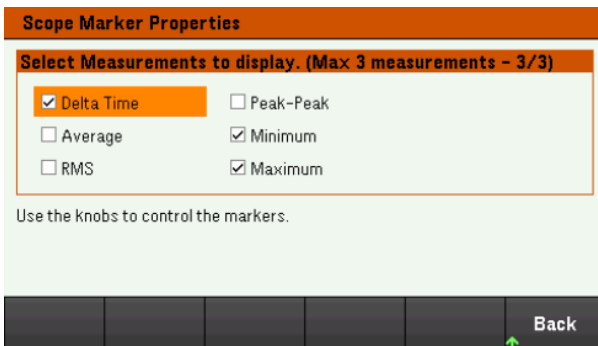 Scope Marker Properties
Select Measurements to display. (Max 3 measurements - 3/3)
Delta Time
Peak-Peak
Average
Minimum
RMS
Maximum
Use the knobs to control the markers.
Back